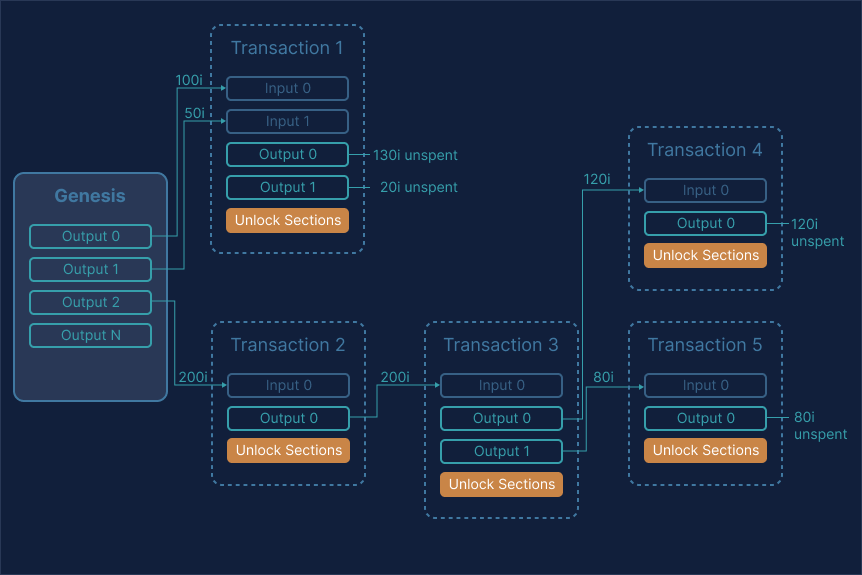 Transaction 1
100i
Input 0
50i
Input 1
Output 0
130i unspent
Output 1
20i unspent
Unlock Sections
Genesis
Output 0
Output 1
Output 2
Output N
Transaction 2
200i
Input 0
Output 0
Unlock Sections
Transaction 3
200i
Input 0
Output 0
Output 1
Unlock Sections
Transaction 4
120i
Input 0
Output 0
120i
unspent
Unlock Sections
Transaction 5
80i
Input 0
Output 0
80i
unspent
Unlock Sections